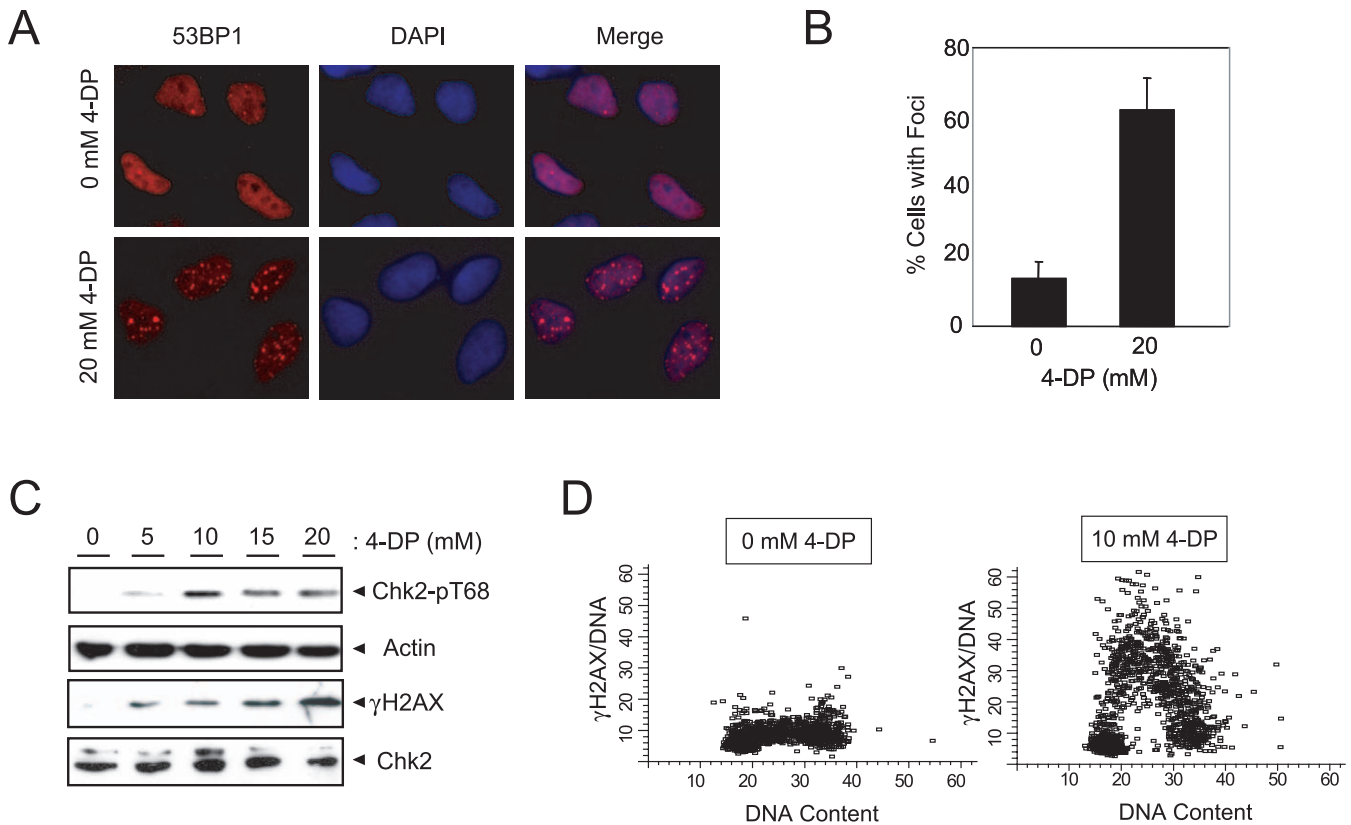 A
53BP1 DAPI Merge
0 mM 4-DP
20 mM 4-DP
B
% Cells with Foci
80
60
40
20
0
0 20
4-DP (mM)
C
0 5 10 15 20 : 4-DP (mM)
Chk2-pT68
Actin
γH2AX
Chk2
D
0 mM 4-DP
γH2AX/DNA
60
50
40
30
20
10
10 20 30 40 50 60
DNA Content
10 mM 4-DP
γH2AX/DNA
60
50
40
30
20
10
10 20 30 40 50 60
DNA Content